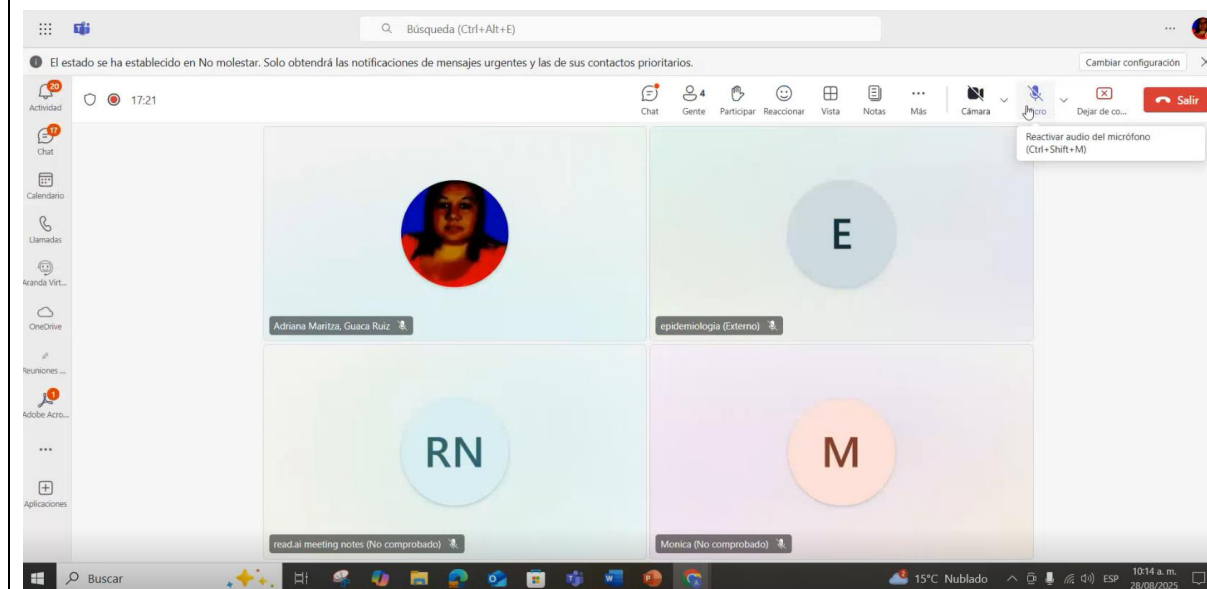 Búsqueda (Ctrl+Alt+E)
El estado se ha establecido en No molestar. Solo obtendrá las notificaciones de mensajes urgentes y las de sus contactos prioritarios.
Cambiar configuración
20
Actividad
17:21
Chat
4
Gente
Participar
Reaccionar
Vista
Notas
Más
Cámara
Micro
Dejar de co...
Salir
Reactivar audio del micrófono
(Ctrl+Shift+M)
17
Chat
Calendario
Llamadas
Aranda Virt...
OneDrive
Reuniones ...
1
Adobe Acro...
Aplicaciones
Adriana Maritza, Guaca Ruiz
E
epidemiologia (Externo)
RN
read.ai meeting notes (No comprobado)
M
Monica (No comprobado)
Buscar
15°C Nublado
ESP
10:14 a. m.
28/08/2025